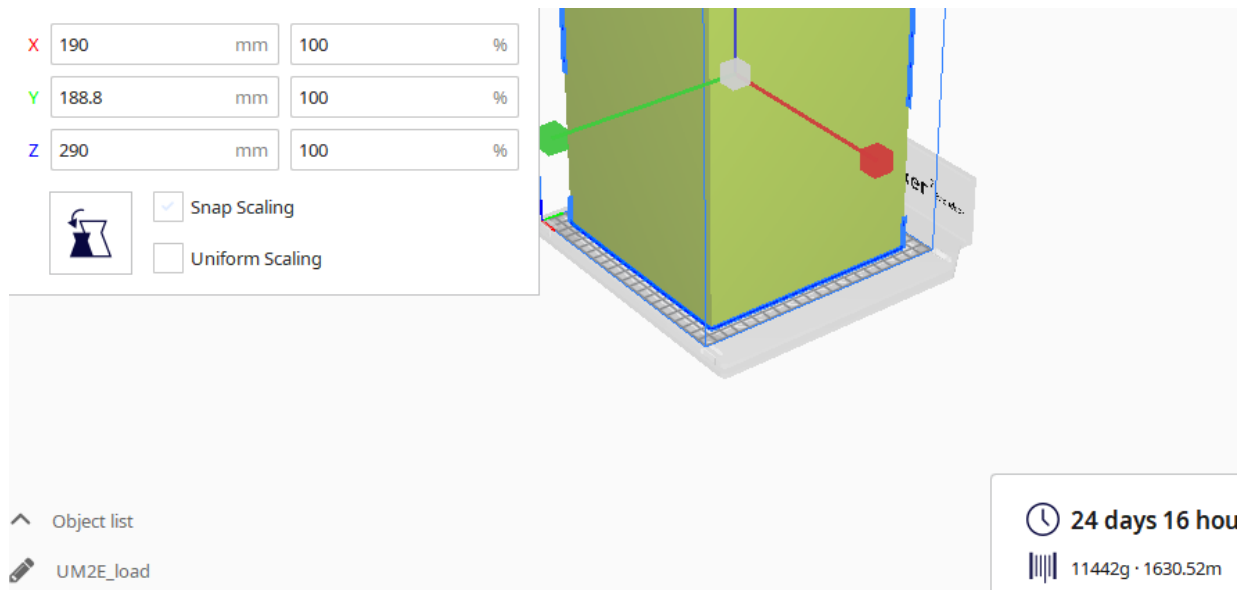 X 190 mm 100 %
Y 188.8 mm 100 %
Z 290 mm 100 %
Snap Scaling
Uniform Scaling
Object list
UM2E_load
24 days 16 hou
11442g · 1630.52m